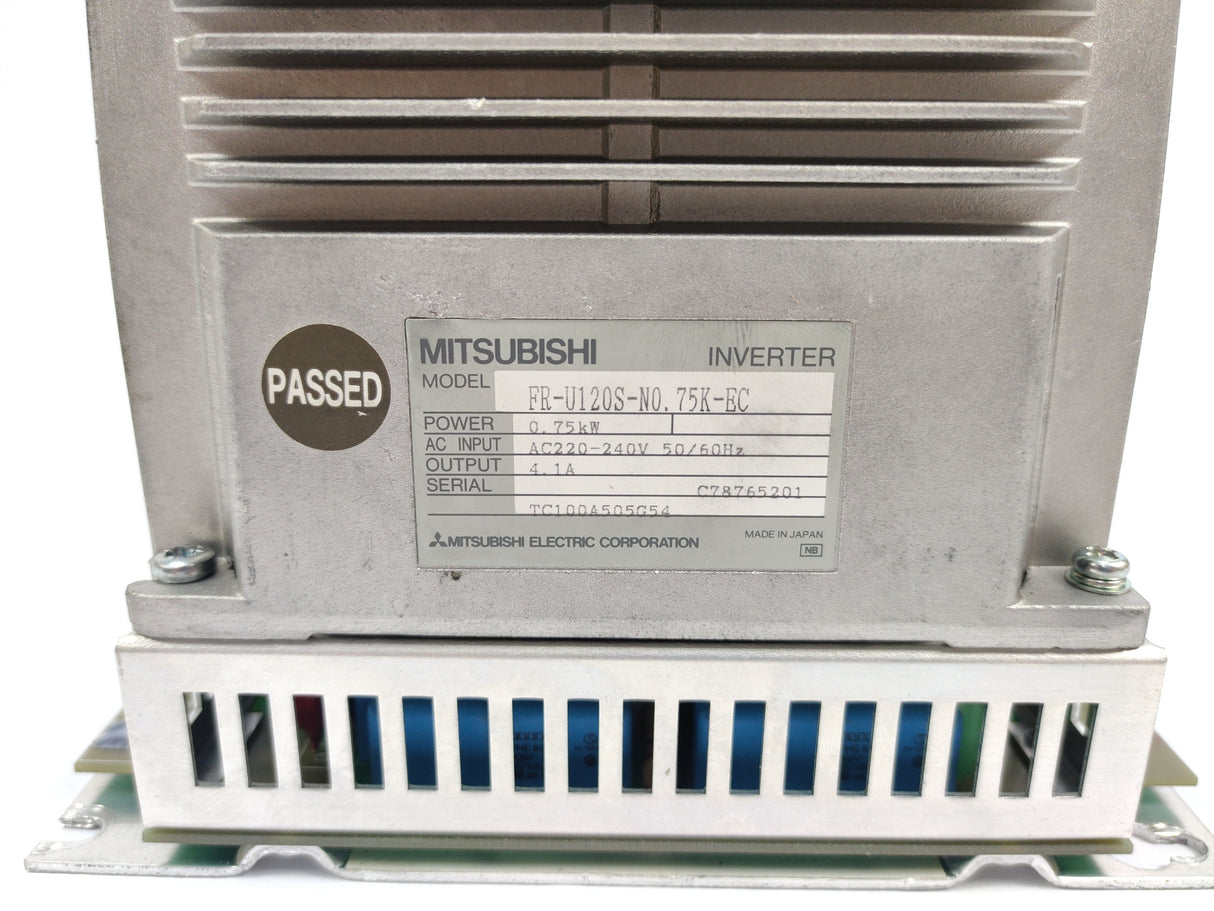 PASSED
MITSUBISHI INVERTER
MODEL FR-U120S-N0.75K-EC
POWER 0.75kW
AC INPUT AC220-240V 50/60Hz
OUTPUT 4.1A
SERIAL C78765201
TC100A505G54
MITSUBISHI ELECTRIC CORPORATION MADE IN JAPAN
NB